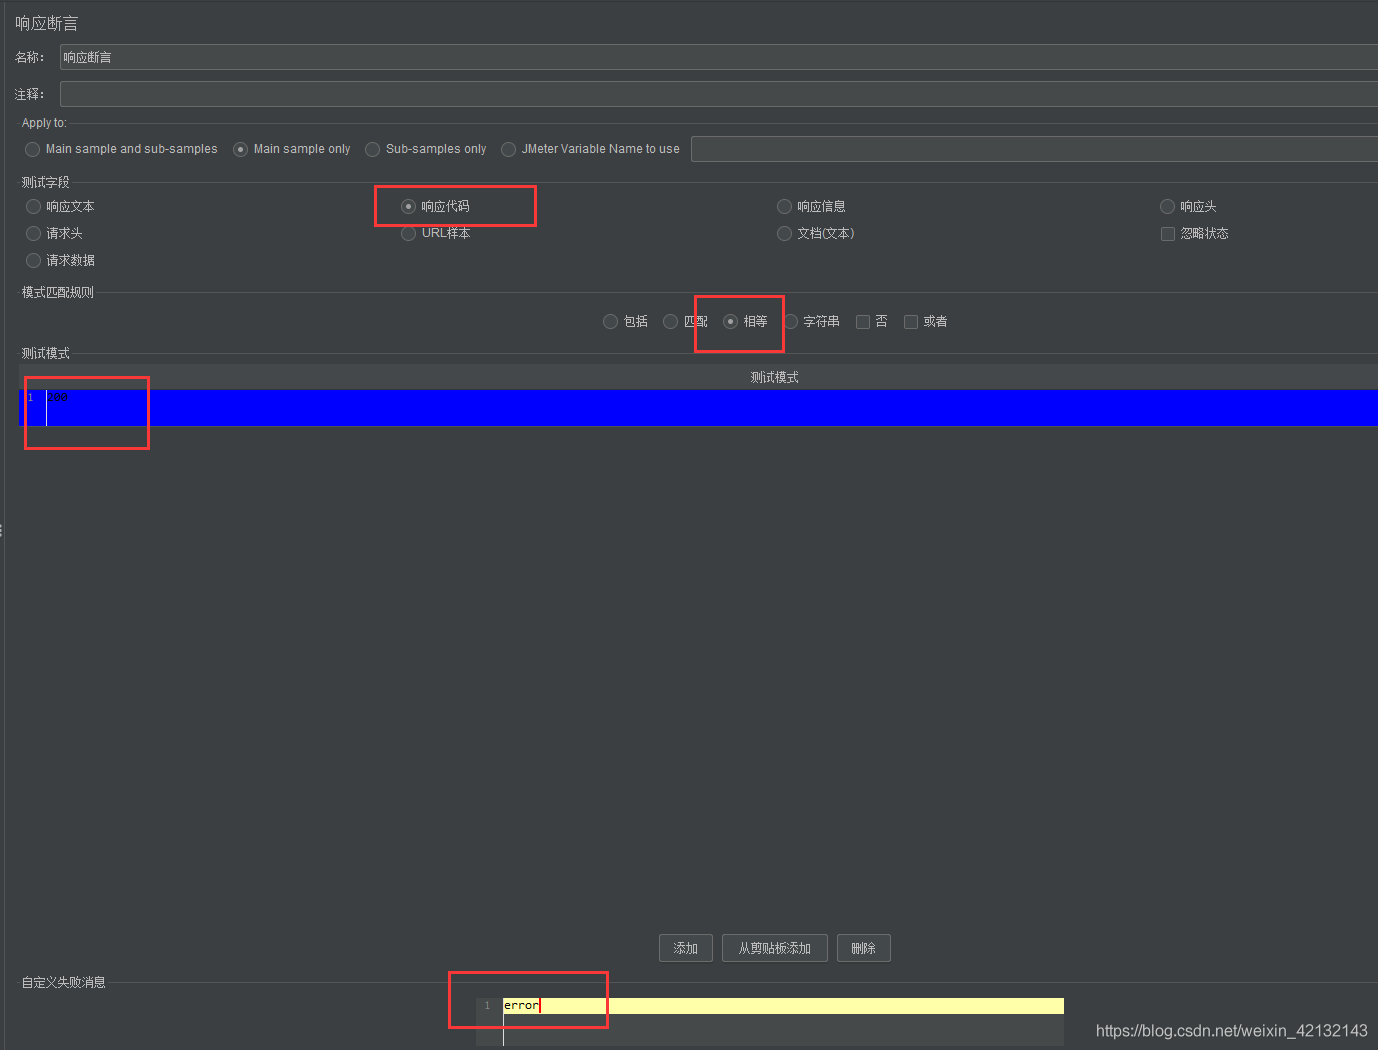 响应断言
名称： 响应断言
注释：
Apply to:
Main sample and sub-samples Main sample only Sub-samples only JMeter Variable Name to use
测试字段
响应文本 响应代码 响应信息 响应头
请求头 URL样本 文档(文本) 忽略状态
请求数据
模式匹配规则
包括 匹配 相等 字符串 否 或者
测试模式
测试模式
1 200
添加 从剪贴板添加 删除
自定义失败消息
1 error
https://blog.csdn.net/weixin_42132143